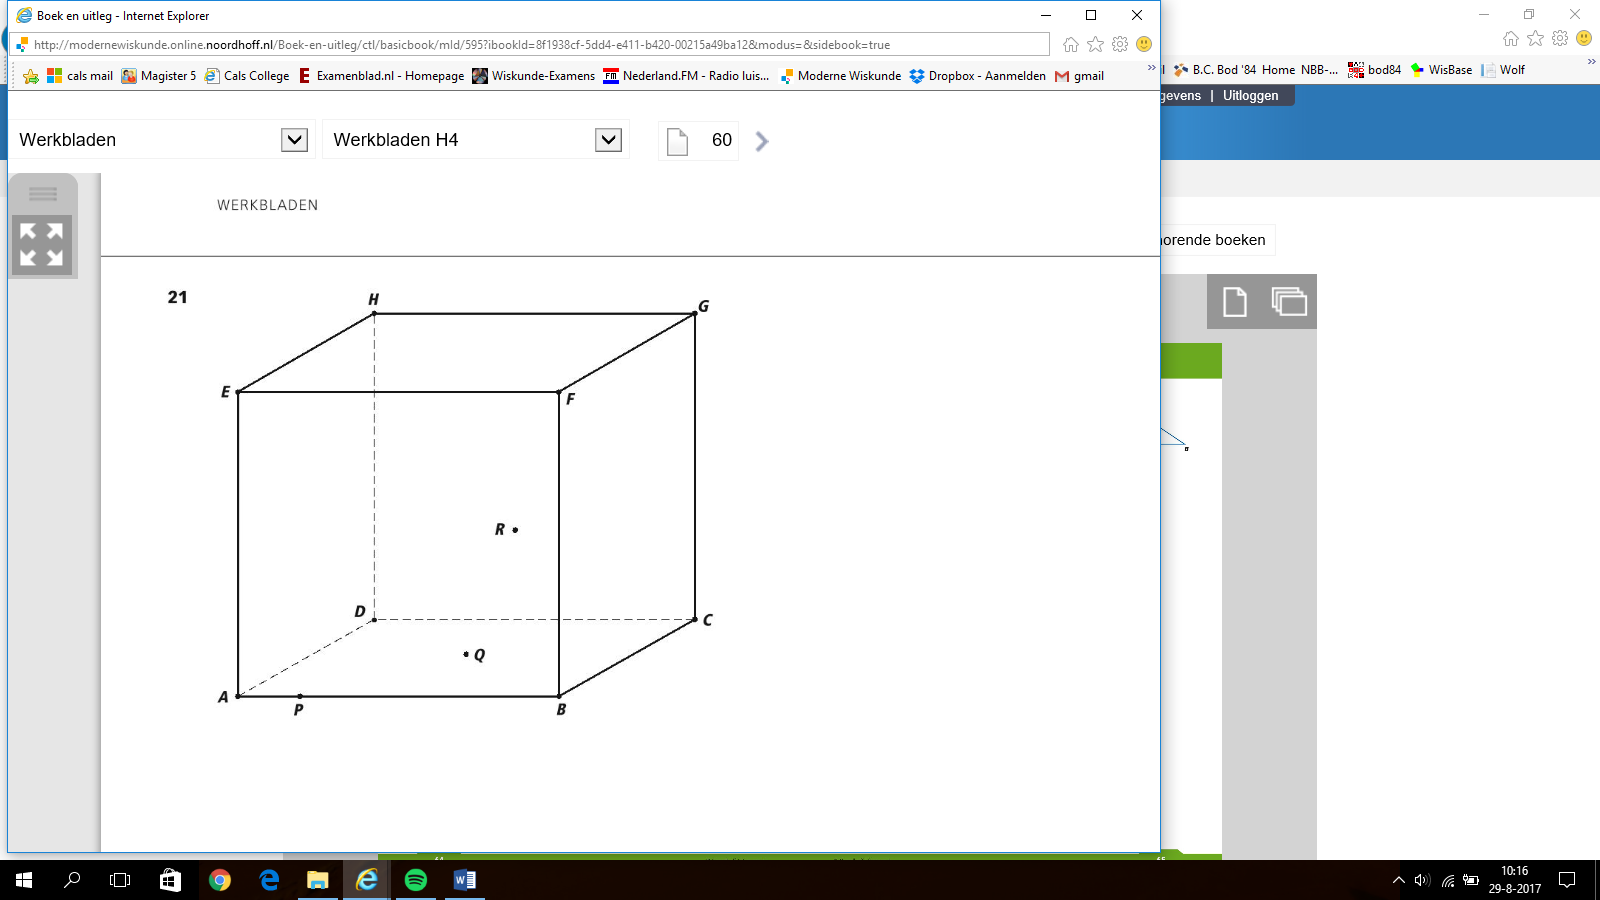 Boek en uitleg - Internet Explorer
http://modernewiskunde.online.noordhoff.nl/Boek-en-uitleg/ctl/basicbook/mId/595?ibookId=8f1938cf-5dd4-e411-b420-00215a49ba12&modus=&sidebook=true
cals mail Magister 5 Cals College Examenblad.nl - Homepage Wiskunde-Examens Nederland.FM - Radio luis... Moderne Wiskunde Dropbox - Aanmelden gmail »
l B.C. Bod '84 Home NBB-... bod84 WisBase Wolf »
gevens | Uitloggen
Werkbladen Werkbladen H4 60
WERKBLADEN
orende boeken
21
H
G
E
F
R
D
C
Q
A
P
B
10:16
29-8-2017